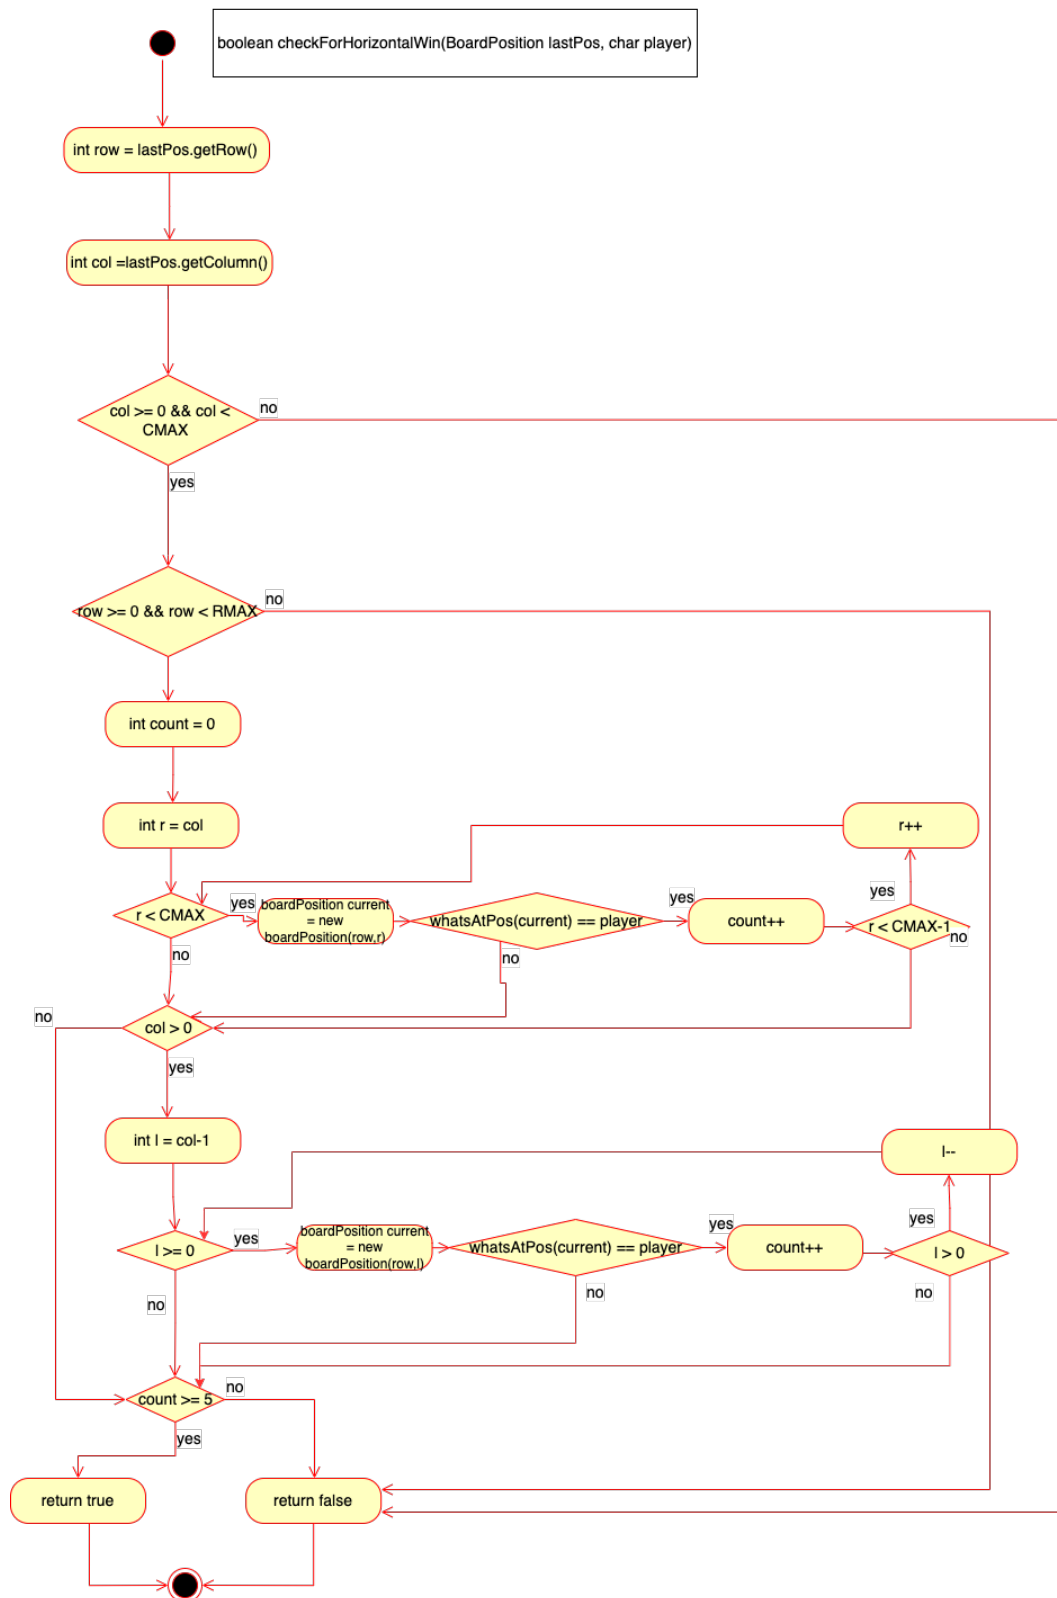 boolean checkForHorizontalWin(BoardPosition lastPos, char player)
int row = lastPos.getRow()
int col =lastPos.getColumn()
col >= 0 && col <
CMAX
no
yes
row >= 0 && row < RMAX
no
int count = 0
int r = col
r++
r < CMAX
yes
boardPosition current
= new
boardPosition(row,r)
whatsAtPos(current) == player
yes
count++
yes
r < CMAX-1
no
no
no
no
col > 0
yes
int l = col-1
l--
l >= 0
yes
boardPosition current
= new
boardPosition(row,l)
whatsAtPos(current) == player
yes
count++
yes
l > 0
no
no
no
count >= 5
no
yes
return true
return false